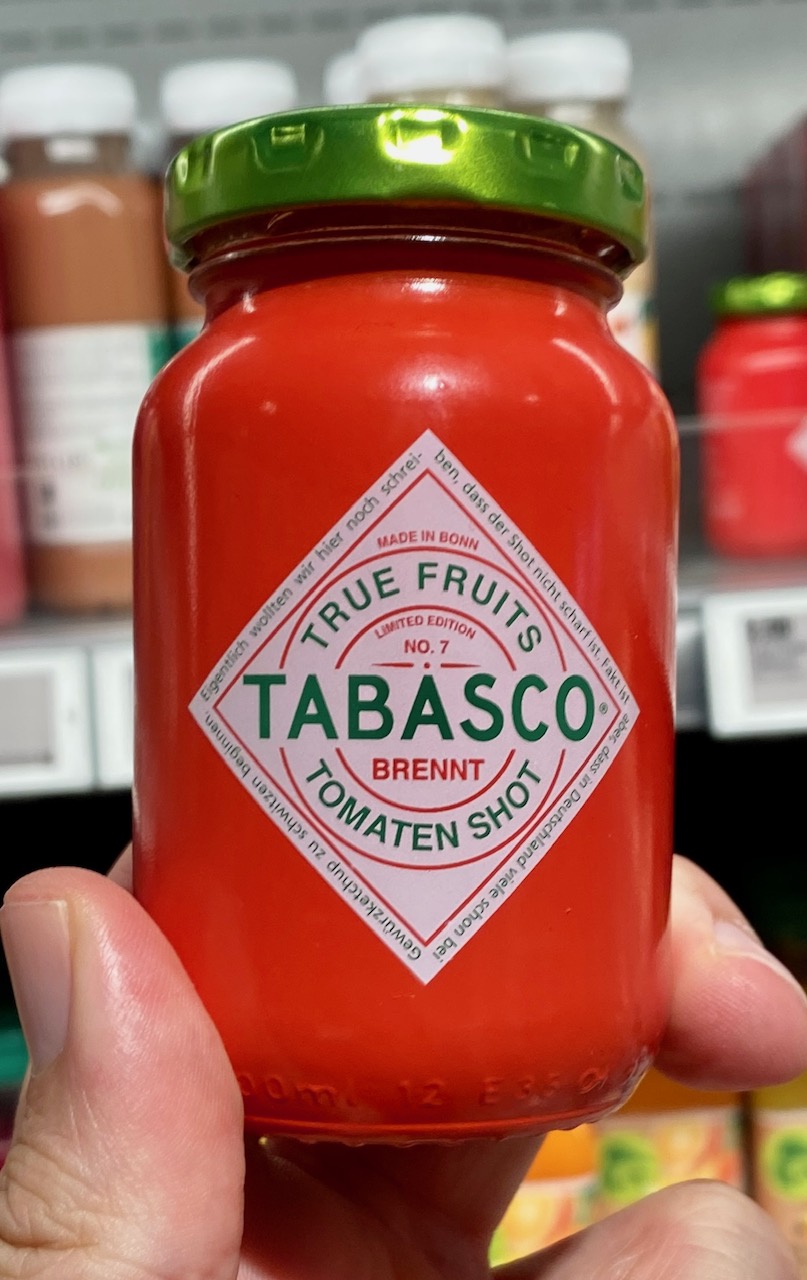 Eigentlich wollten wir hier noch schrei-
ben, dass der Shot nicht scharf ist. Fakt ist
aber, dass in Deutschland viele schon bei
Gewürzketchup zu schwitzen beginnen.
MADE IN BONN
TRUE FRUITS
LIMITED EDITION
NO. 7
TABASCO®
BRENNT
TOMATEN SHOT
12